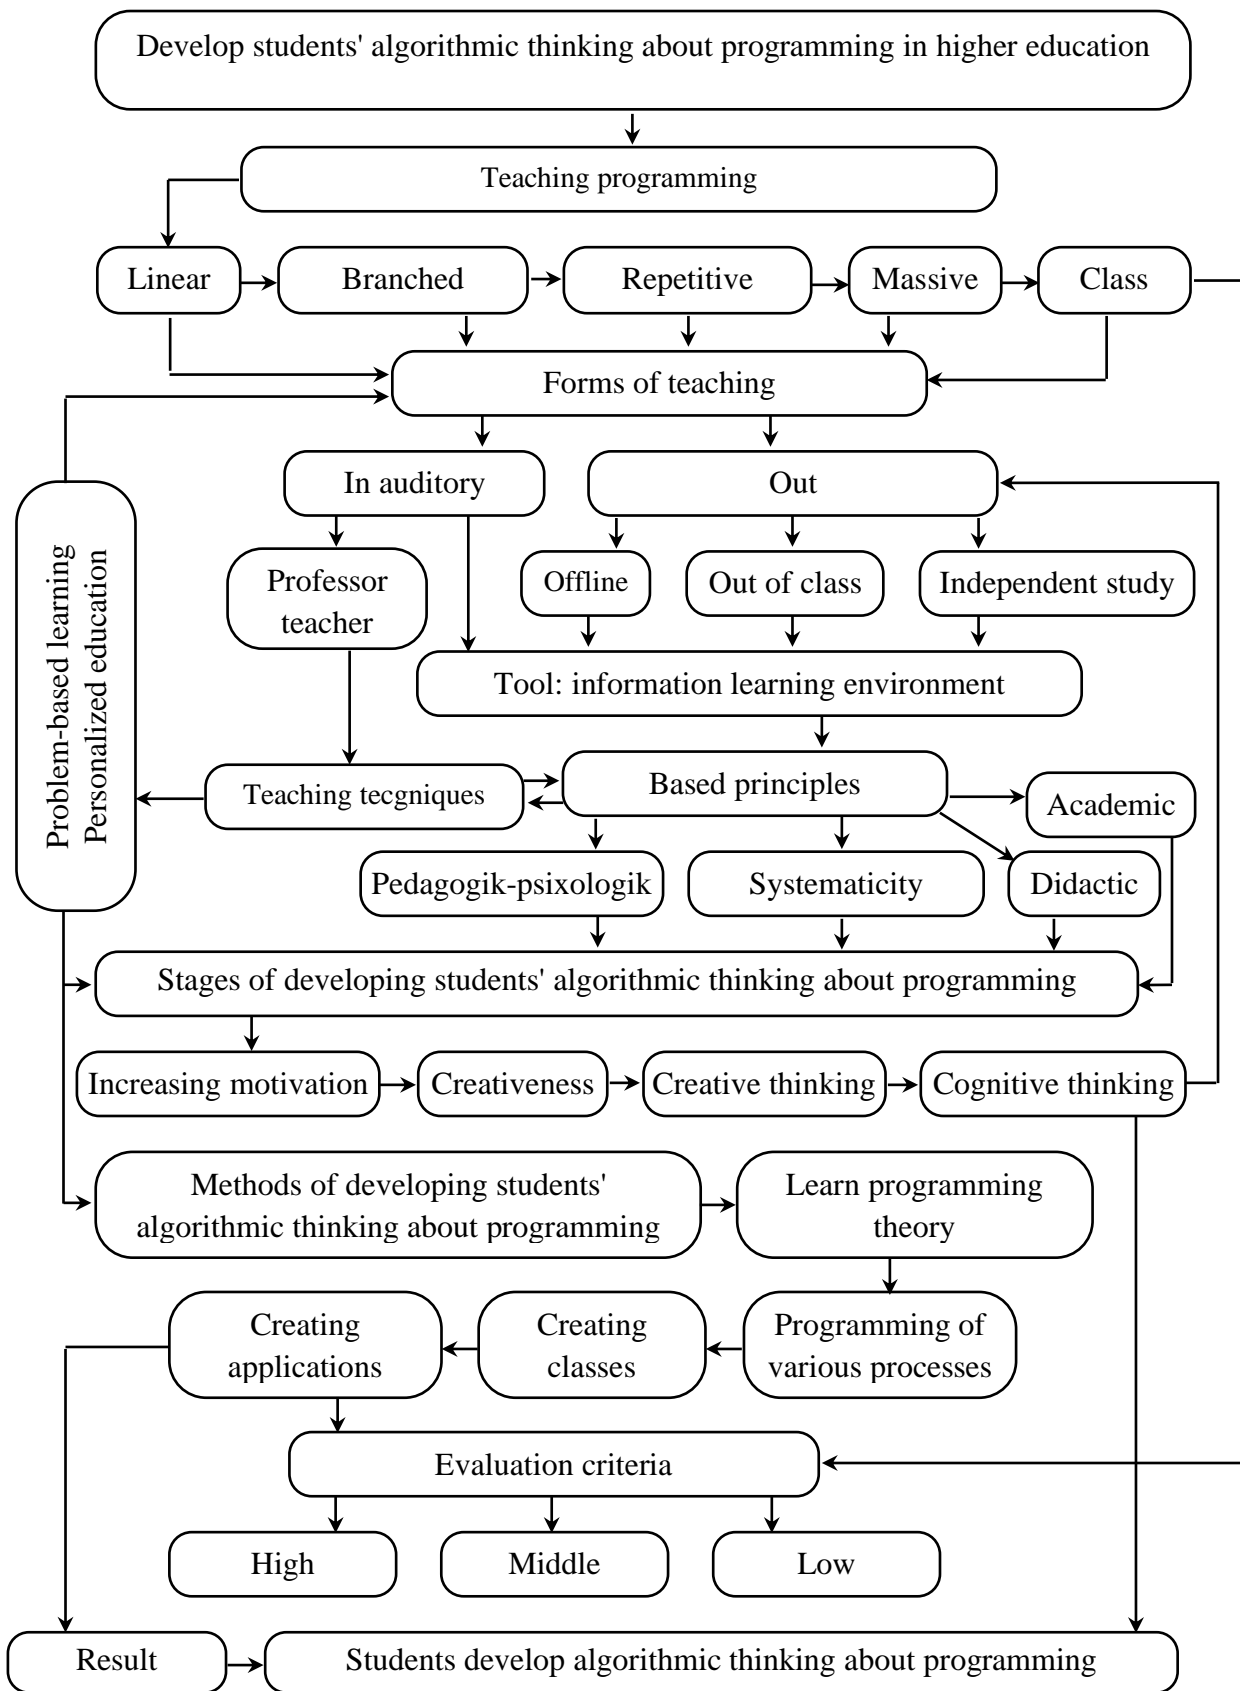 Develop students' algorithmic thinking about programming in higher education
Teaching programming
Linear
Branched
Repetitive
Massive
Class
Forms of teaching
In auditory
Out
Professor
teacher
Offline
Out of class
Independent study
Problem-based learning
Personalized education
Tool: information learning environment
Teaching tecgniques
Based principles
Academic
Pedagogik-psixologik
Systematicity
Didactic
Stages of developing students' algorithmic thinking about programming
Increasing motivation
Creativeness
Creative thinking
Cognitive thinking
Methods of developing students'
algorithmic thinking about programming
Learn programming
theory
Creating
applications
Creating
classes
Programming of
various processes
Evaluation criteria
High
Middle
Low
Result
Students develop algorithmic thinking about programming